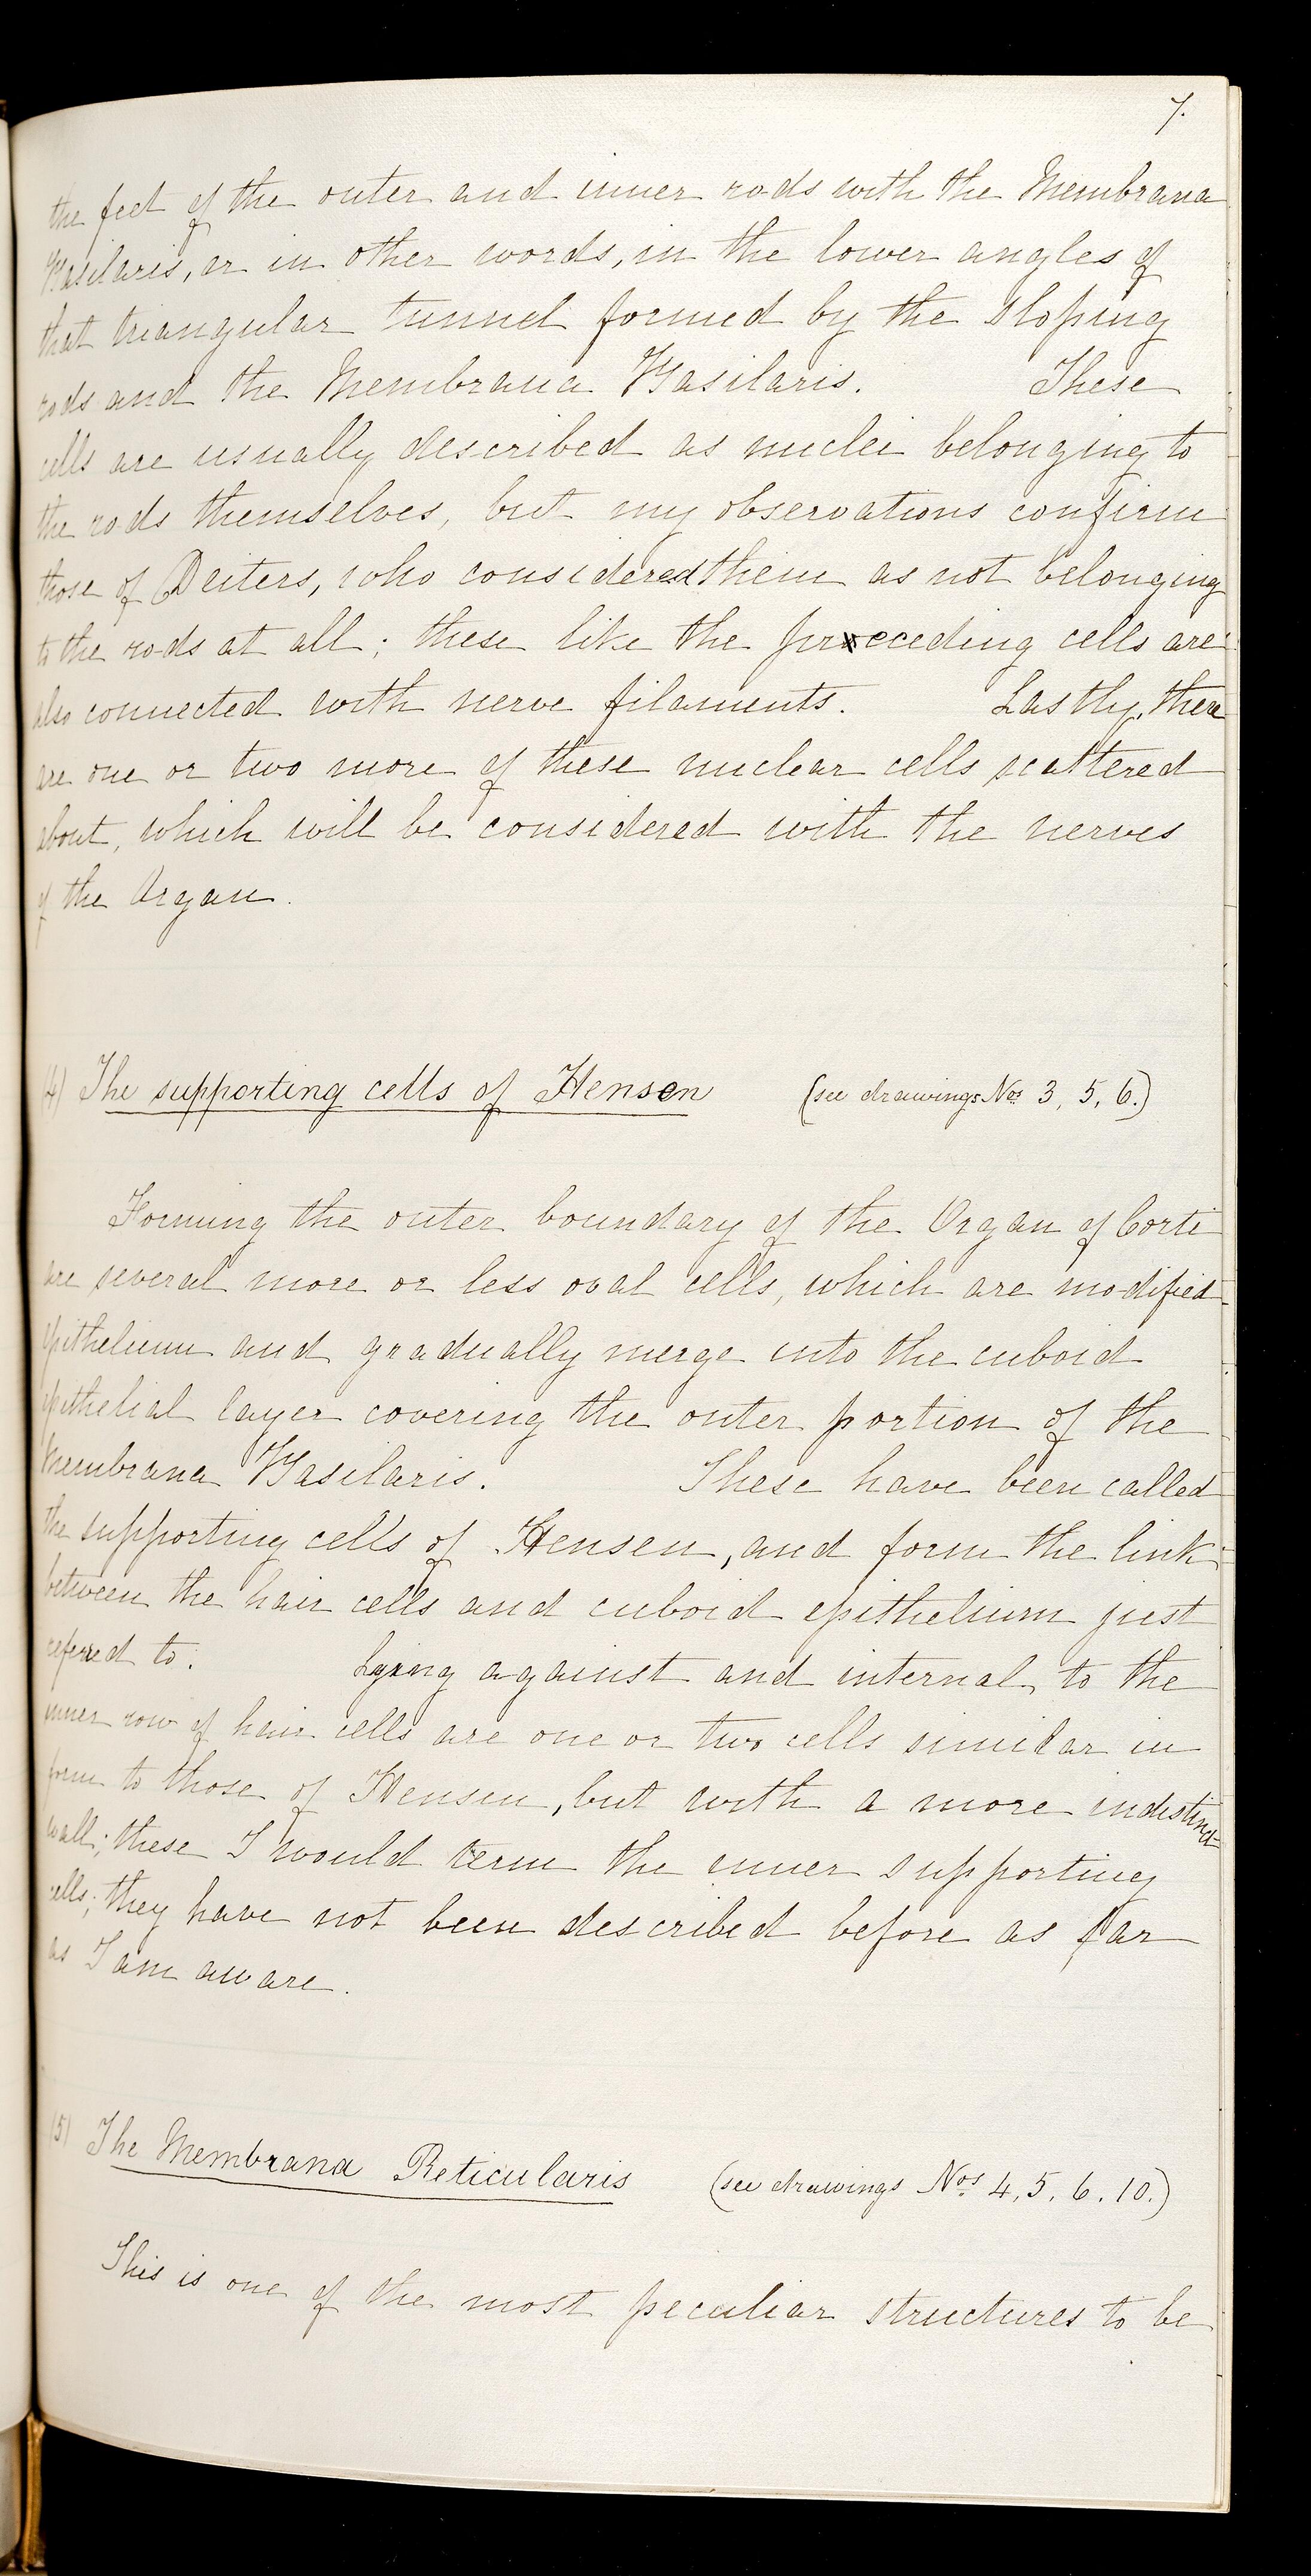 7.
the feet of the outer and inner rods with the Membrana
Basilaris, or in other words, in the lower angles of
that triangular tunnel formed by the sloping
rods and the Membrana Basilaris. These
cells are usually described as nuclei belonging to
the rods themselves, but my observations confirm
those of Deiters, who considered them as not belonging
to the rods at all; these like the preceding cells are
also connected with nerve filaments. Lastly, there
are one or two more of these nuclear cells scattered
about, which will be considered with the nerves
of the Organ.
(4) The supporting cells of Hensen (see drawings Nos 3, 5, 6.)
Forming the outer boundary of the Organ of Corti
are several more or less oval cells, which are modified
epithelium and gradually merge into the cuboid
epithelial layer covering the outer portion of the
Membrana Basilaris. These have been called
the supporting cells of Hensen, and form the link
between the hair cells and cuboid epithelium just
referred to. Lying against and internal to the
inner row of hair cells are one or two cells similar in
form to those of Hensen, but with a more indistinct
wall; these I would term the inner supporting
cells; they have not been described before as far
as I am aware.
(5) The Membrana Reticularis (see drawings Nos 4, 5, 6, 10.)
This is one of the most peculiar structures to be